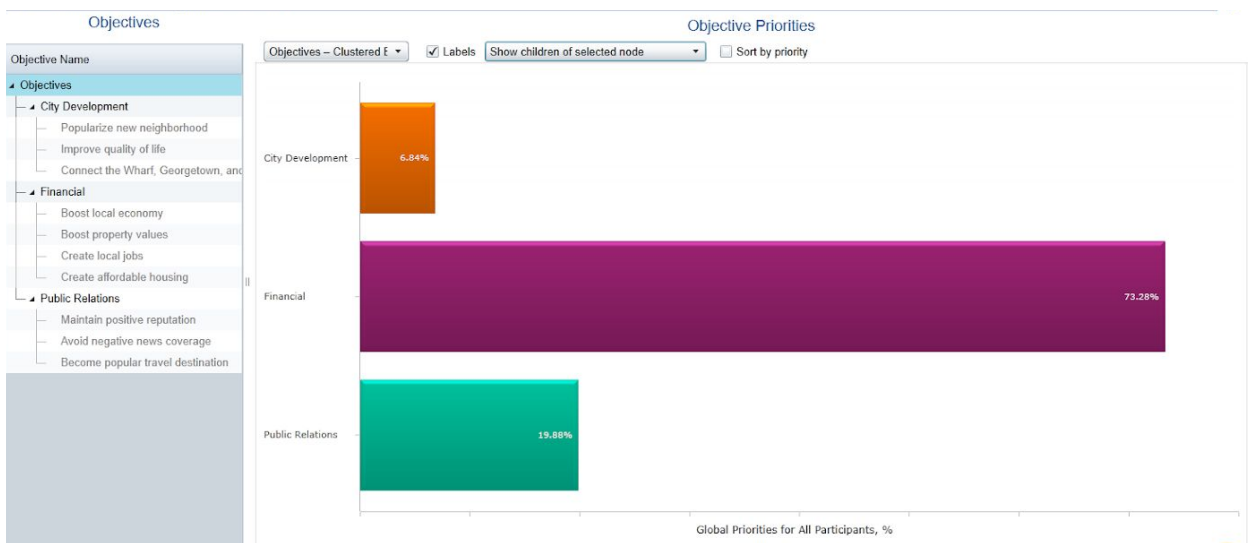 Objectives
Objective Name
Objectives
City Development
Popularize new neighborhood
Improve quality of life
Connect the Wharf, Georgetown, and
Financial
Boost local economy
Boost property values
Create local jobs
Create affordable housing
Public Relations
Maintain positive reputation
Avoid negative news coverage
Become popular travel destination
Objective Priorities
Objectives – Clustered E
Labels
Show children of selected node
Sort by priority
City Development
6.84%
Financial
73.28%
Public Relations
19.88%
Global Priorities for All Participants, %